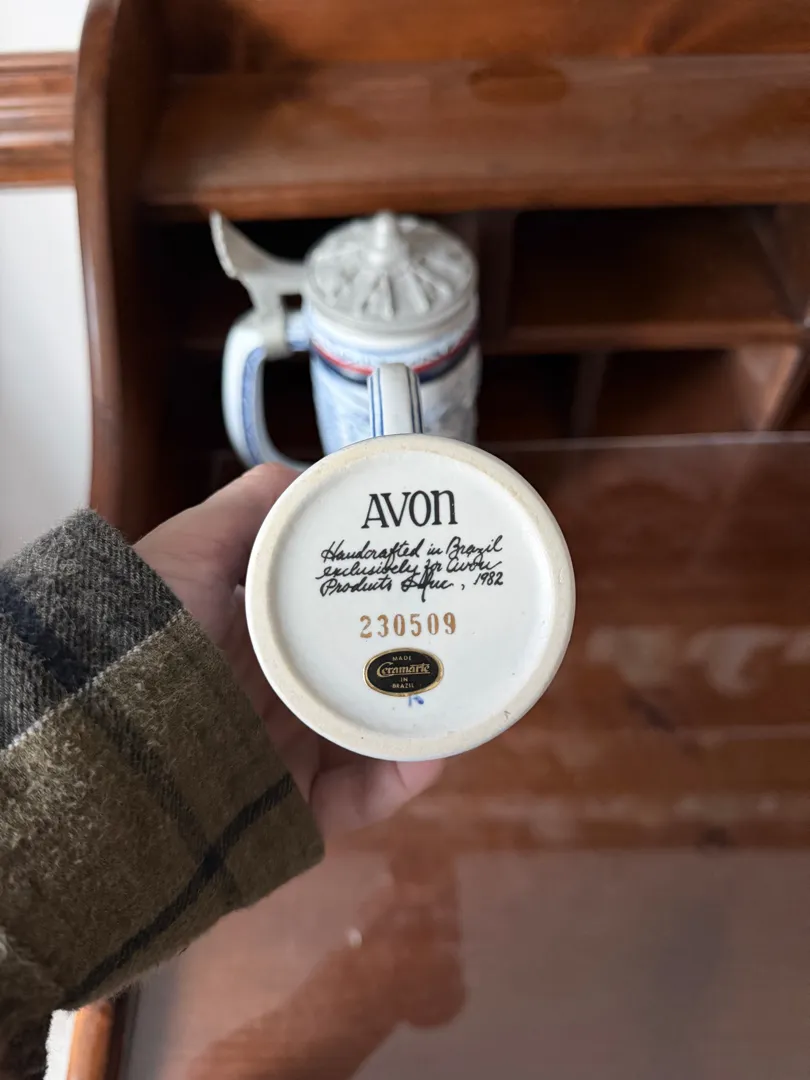 AVON
Handcrafted in Brazil
exclusively for Avon
Products Inc., 1982
230509
MADE
Ceramarte
IN
BRAZIL